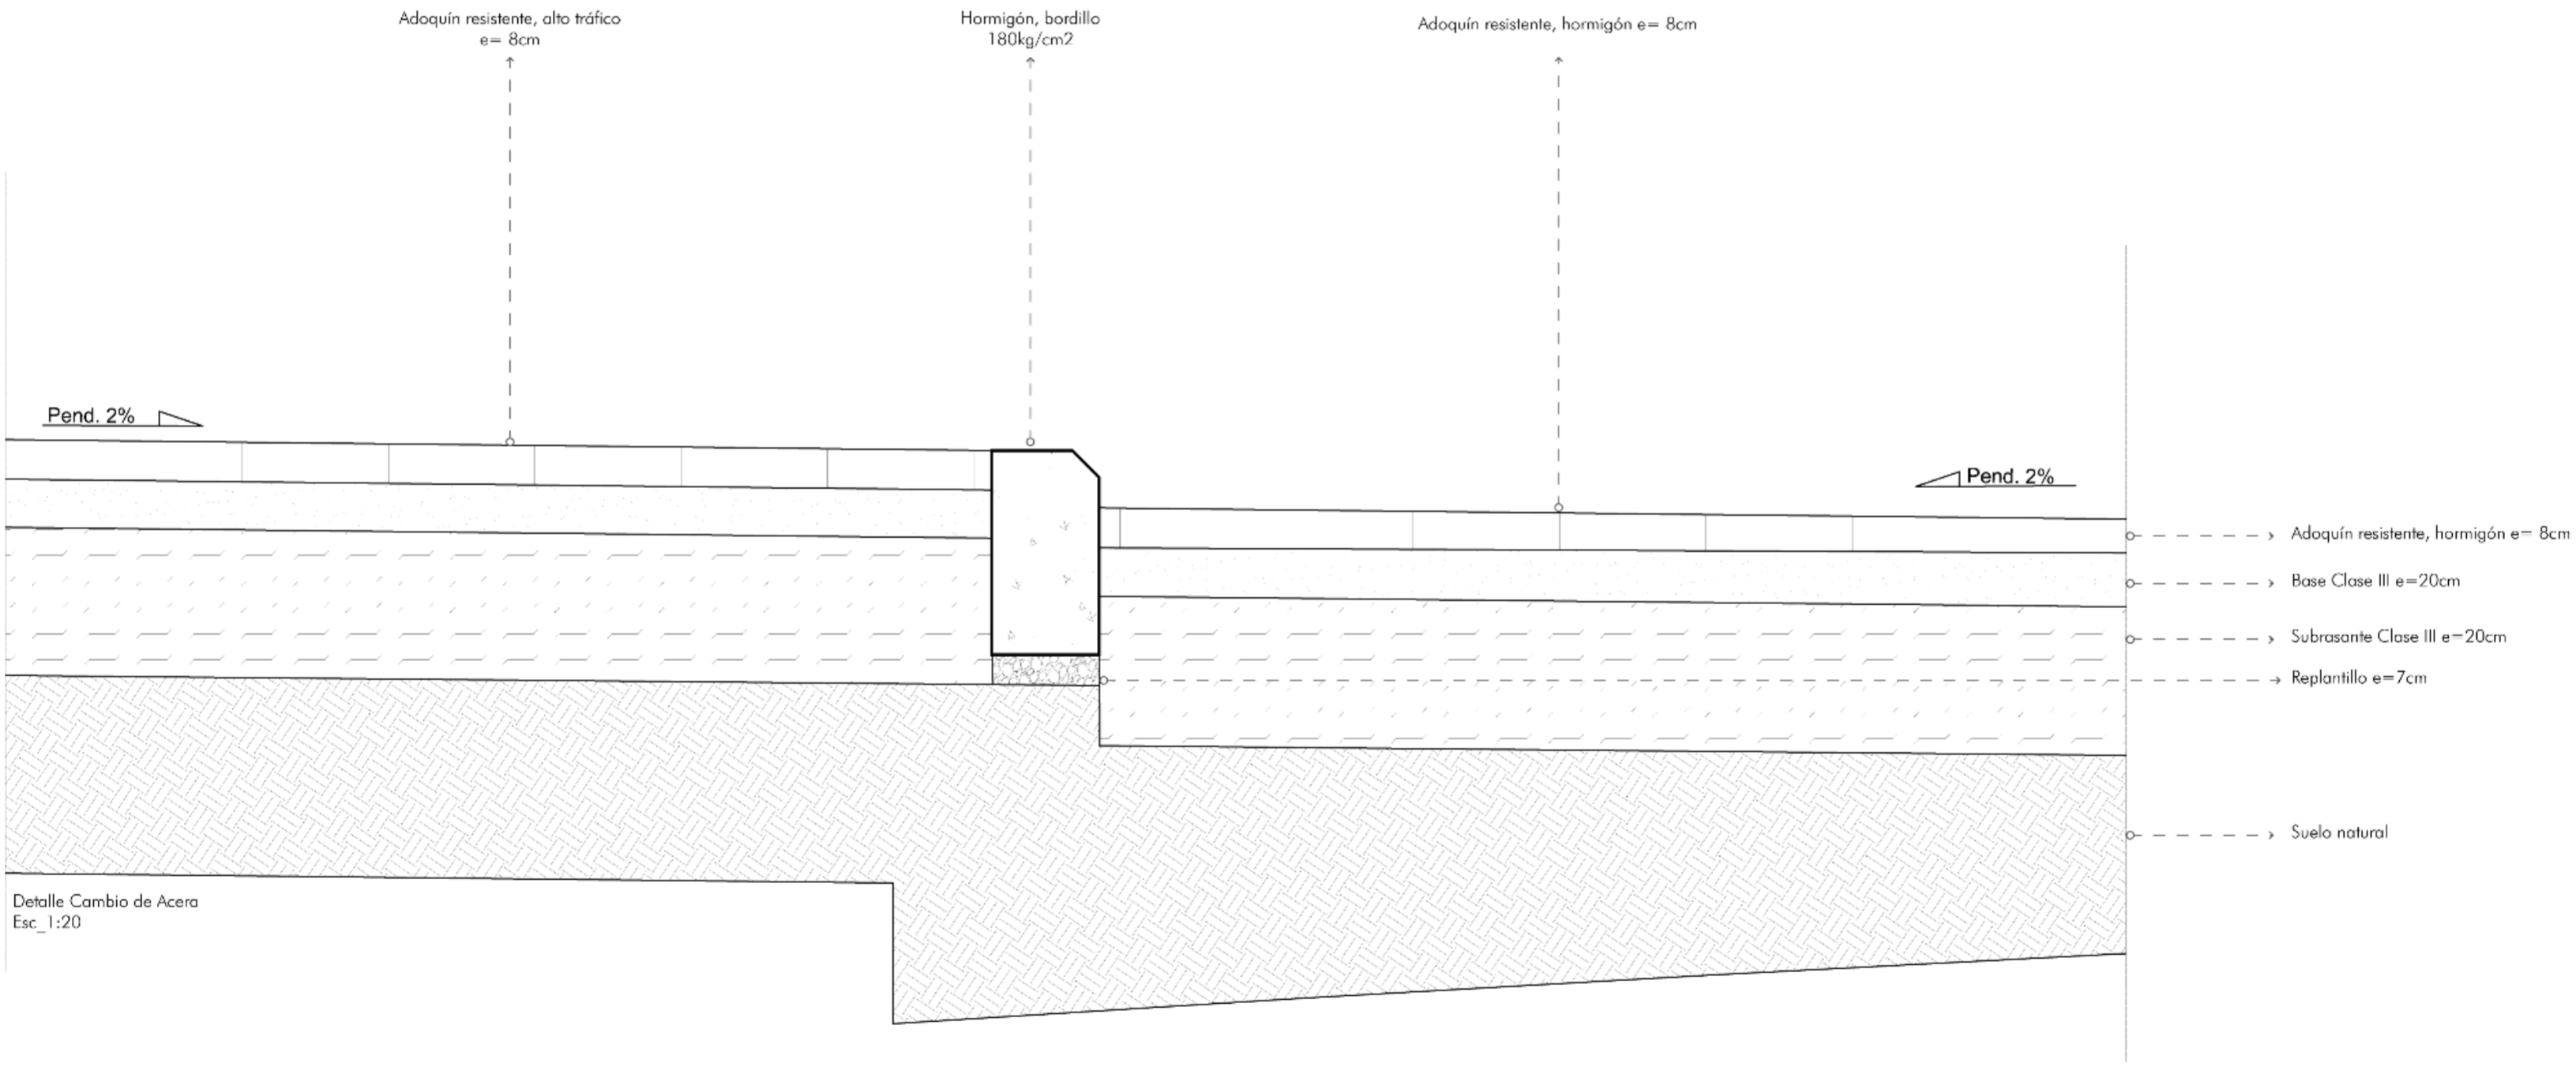 Adoquín resistente, alto tráfico
e= 8cm
Hormigón, bordillo
180kg/cm2
Adoquín resistente, hormigón e= 8cm
Pend. 2%
Pend. 2%
Adoquín resistente, hormigón e= 8cm
Base Clase III e=20cm
Subrasante Clase III e=20cm
Replantillo e=7cm
Suelo natural
Detalle Cambio de Acera
Esc_1:20